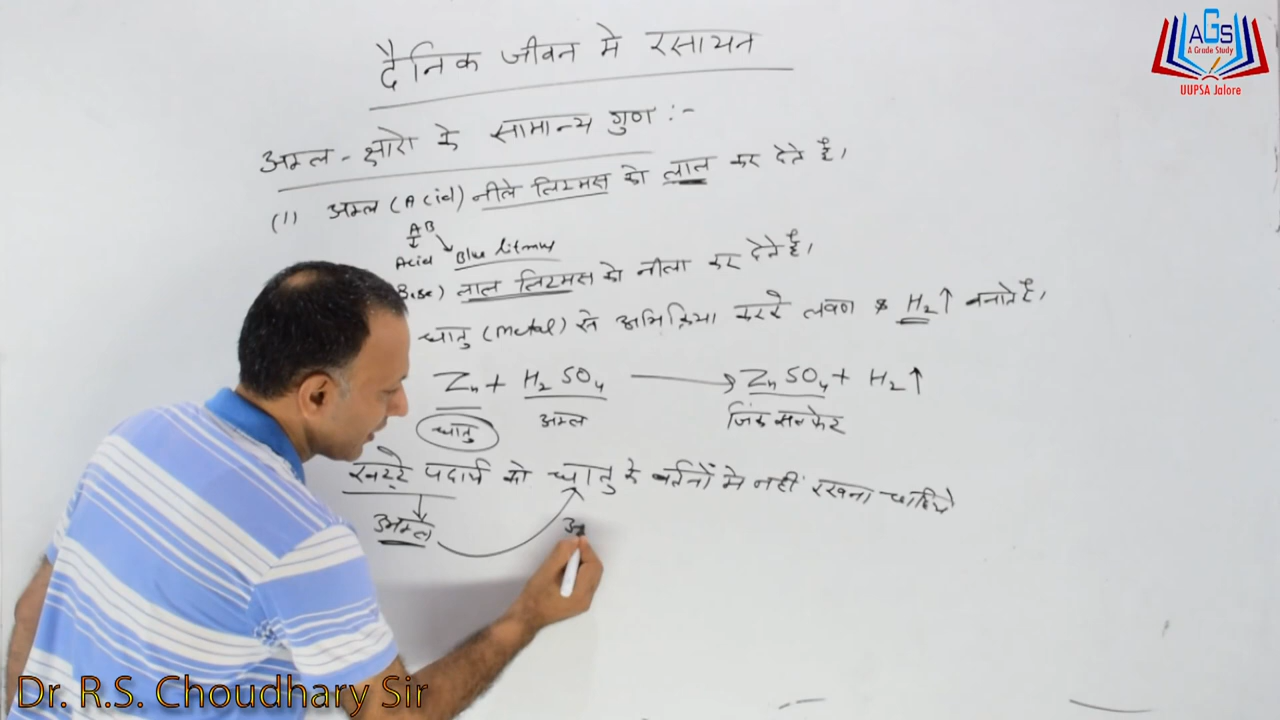 दैनिक जीवन मे रसायन
अम्ल - क्षारो के सामान्य गुण :-
(1) अम्ल (Acid) नीले लिटमस को लाल कर देते है।
AB
Acid Blue litmus
Base) लाल लिटमस को नीला कर देते है।
धातु (metal) से अभिक्रिया करके लवण & H₂↑ बनाते है।
Zn + H₂SO₄ → ZnSO₄ + H₂↑
धातु अम्ल जिंक सल्फेट
खट्टे पदार्थ को धातु के बर्तनों मे नही रखना चाहिये
अम्ल
अ
AGS
A Grade Study
UUPSA Jalore
Dr. R.S. Choudhary Sir